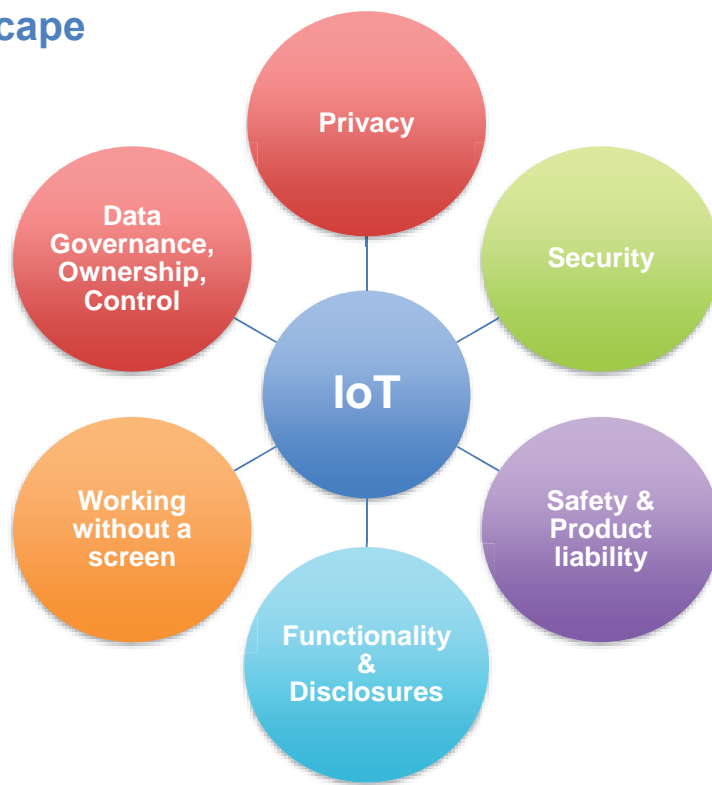 cape
Privacy
Data
Governance,
Ownership,
Control
Security
IoT
Working
without a
screen
Safety &
Product
liability
Functionality
&
Disclosures